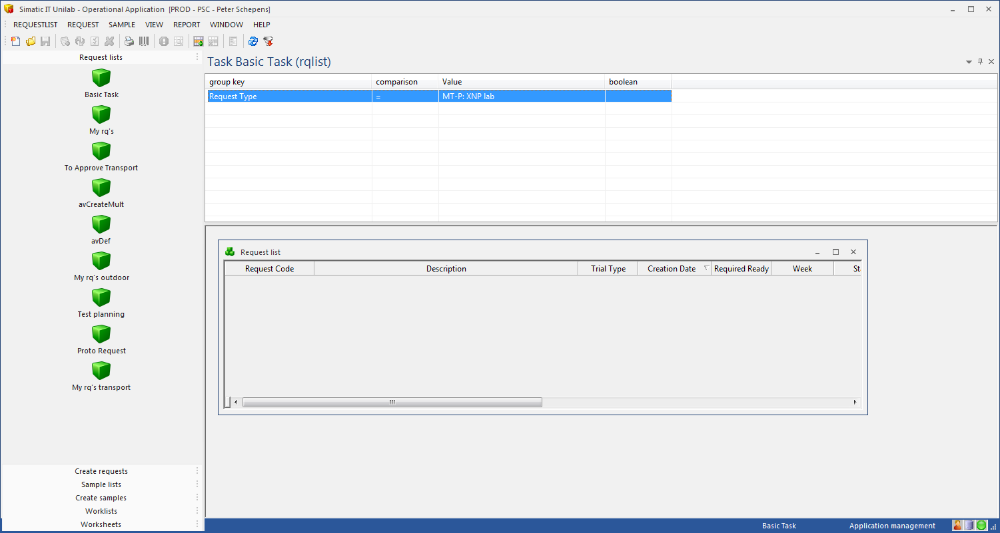 Simatic IT Unilab - Operational Application [PROD - PSC - Peter Schepens]
REQUESTLIST REQUEST SAMPLE VIEW REPORT WINDOW HELP
Request lists
Basic Task
My rq's
To Approve Transport
avCreateMult
avDef
My rq's outdoor
Test planning
Proto Request
My rq's transport
Create requests
Sample lists
Create samples
Worklists
Worksheets
Task Basic Task (rqlist)
group key comparison Value boolean
Request Type = MT-P: XNP lab
Request list
Request Code Description Trial Type Creation Date Required Ready Week St
Basic Task Application management